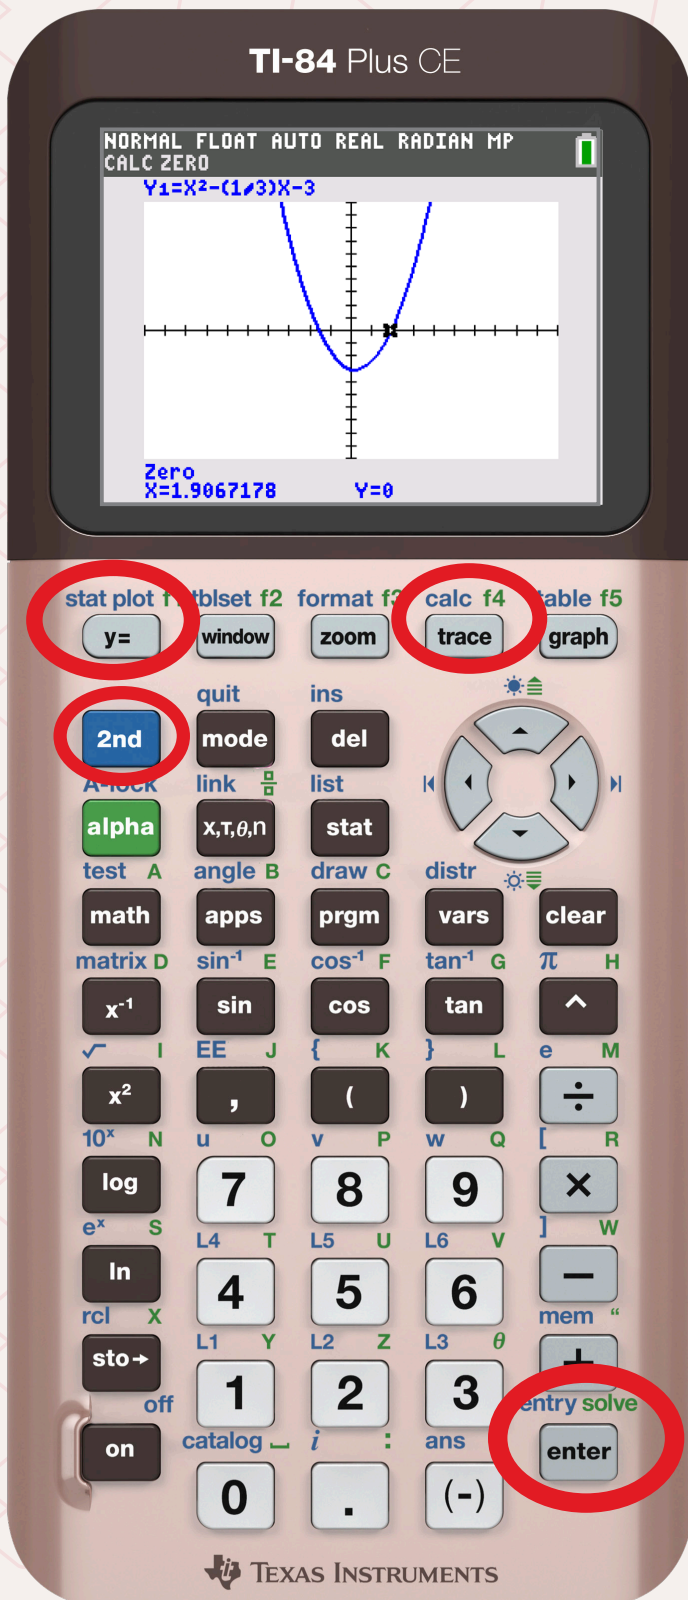 TI-84 Plus CE
NORMAL FLOAT AUTO REAL RADIAN MP
CALC ZERO
Y1=X²-(1/3)X-3
Zero
X=1.9067178 Y=0
stat plot f tblset f2 format f3 calc f4 table f5
y= window zoom trace graph
quit ins
2nd mode del
A-lock link list
alpha x,T,θ,n stat
test A angle B draw C distr
math apps prgm vars clear
matrix D sin⁻¹ E cos⁻¹ F tan⁻¹ G π H
x⁻¹ sin cos tan ^
√ I EE J { K } L e M
x² , ( ) ÷
10ˣ N u O v P w Q [ R
log 7 8 9 ×
eˣ S L4 T L5 U L6 V ] W
ln 4 5 6 −
rcl X L1 Y L2 Z L3 θ mem “
sto→ 1 2 3 +
off catalog ⎵ i : ans entry solve
on 0 . (-) enter
TEXAS INSTRUMENTS